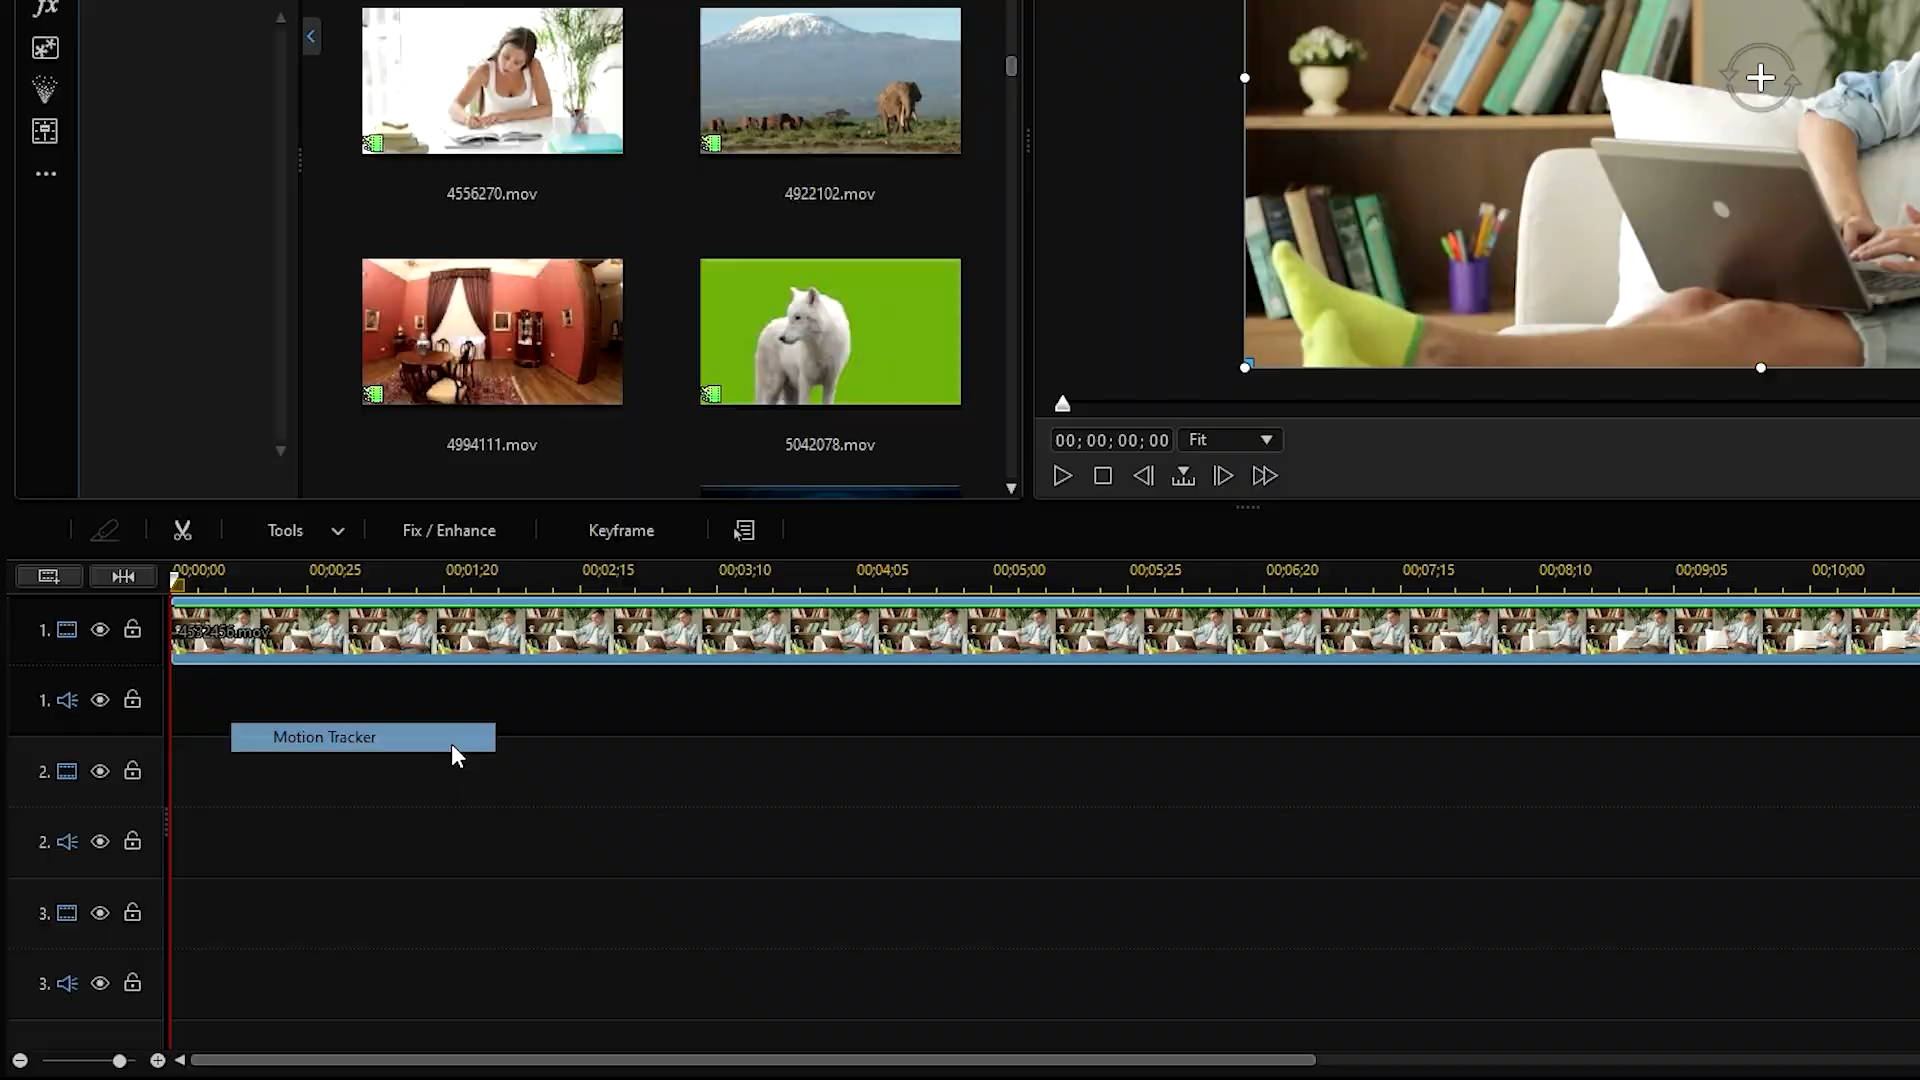 fx
4556270.mov
4922102.mov
4994111.mov
5042078.mov
00; 00; 00; 00
Fit
Tools
Fix / Enhance
Keyframe
00;00;00
00;00;25
00;01;20
00;02;15
00;03;10
00;04;05
00;05;00
00;05;25
00;06;20
00;07;15
00;08;10
00;09;05
00;10;00
1.
4532456.mov
1.
Motion Tracker
2.
2.
3.
3.